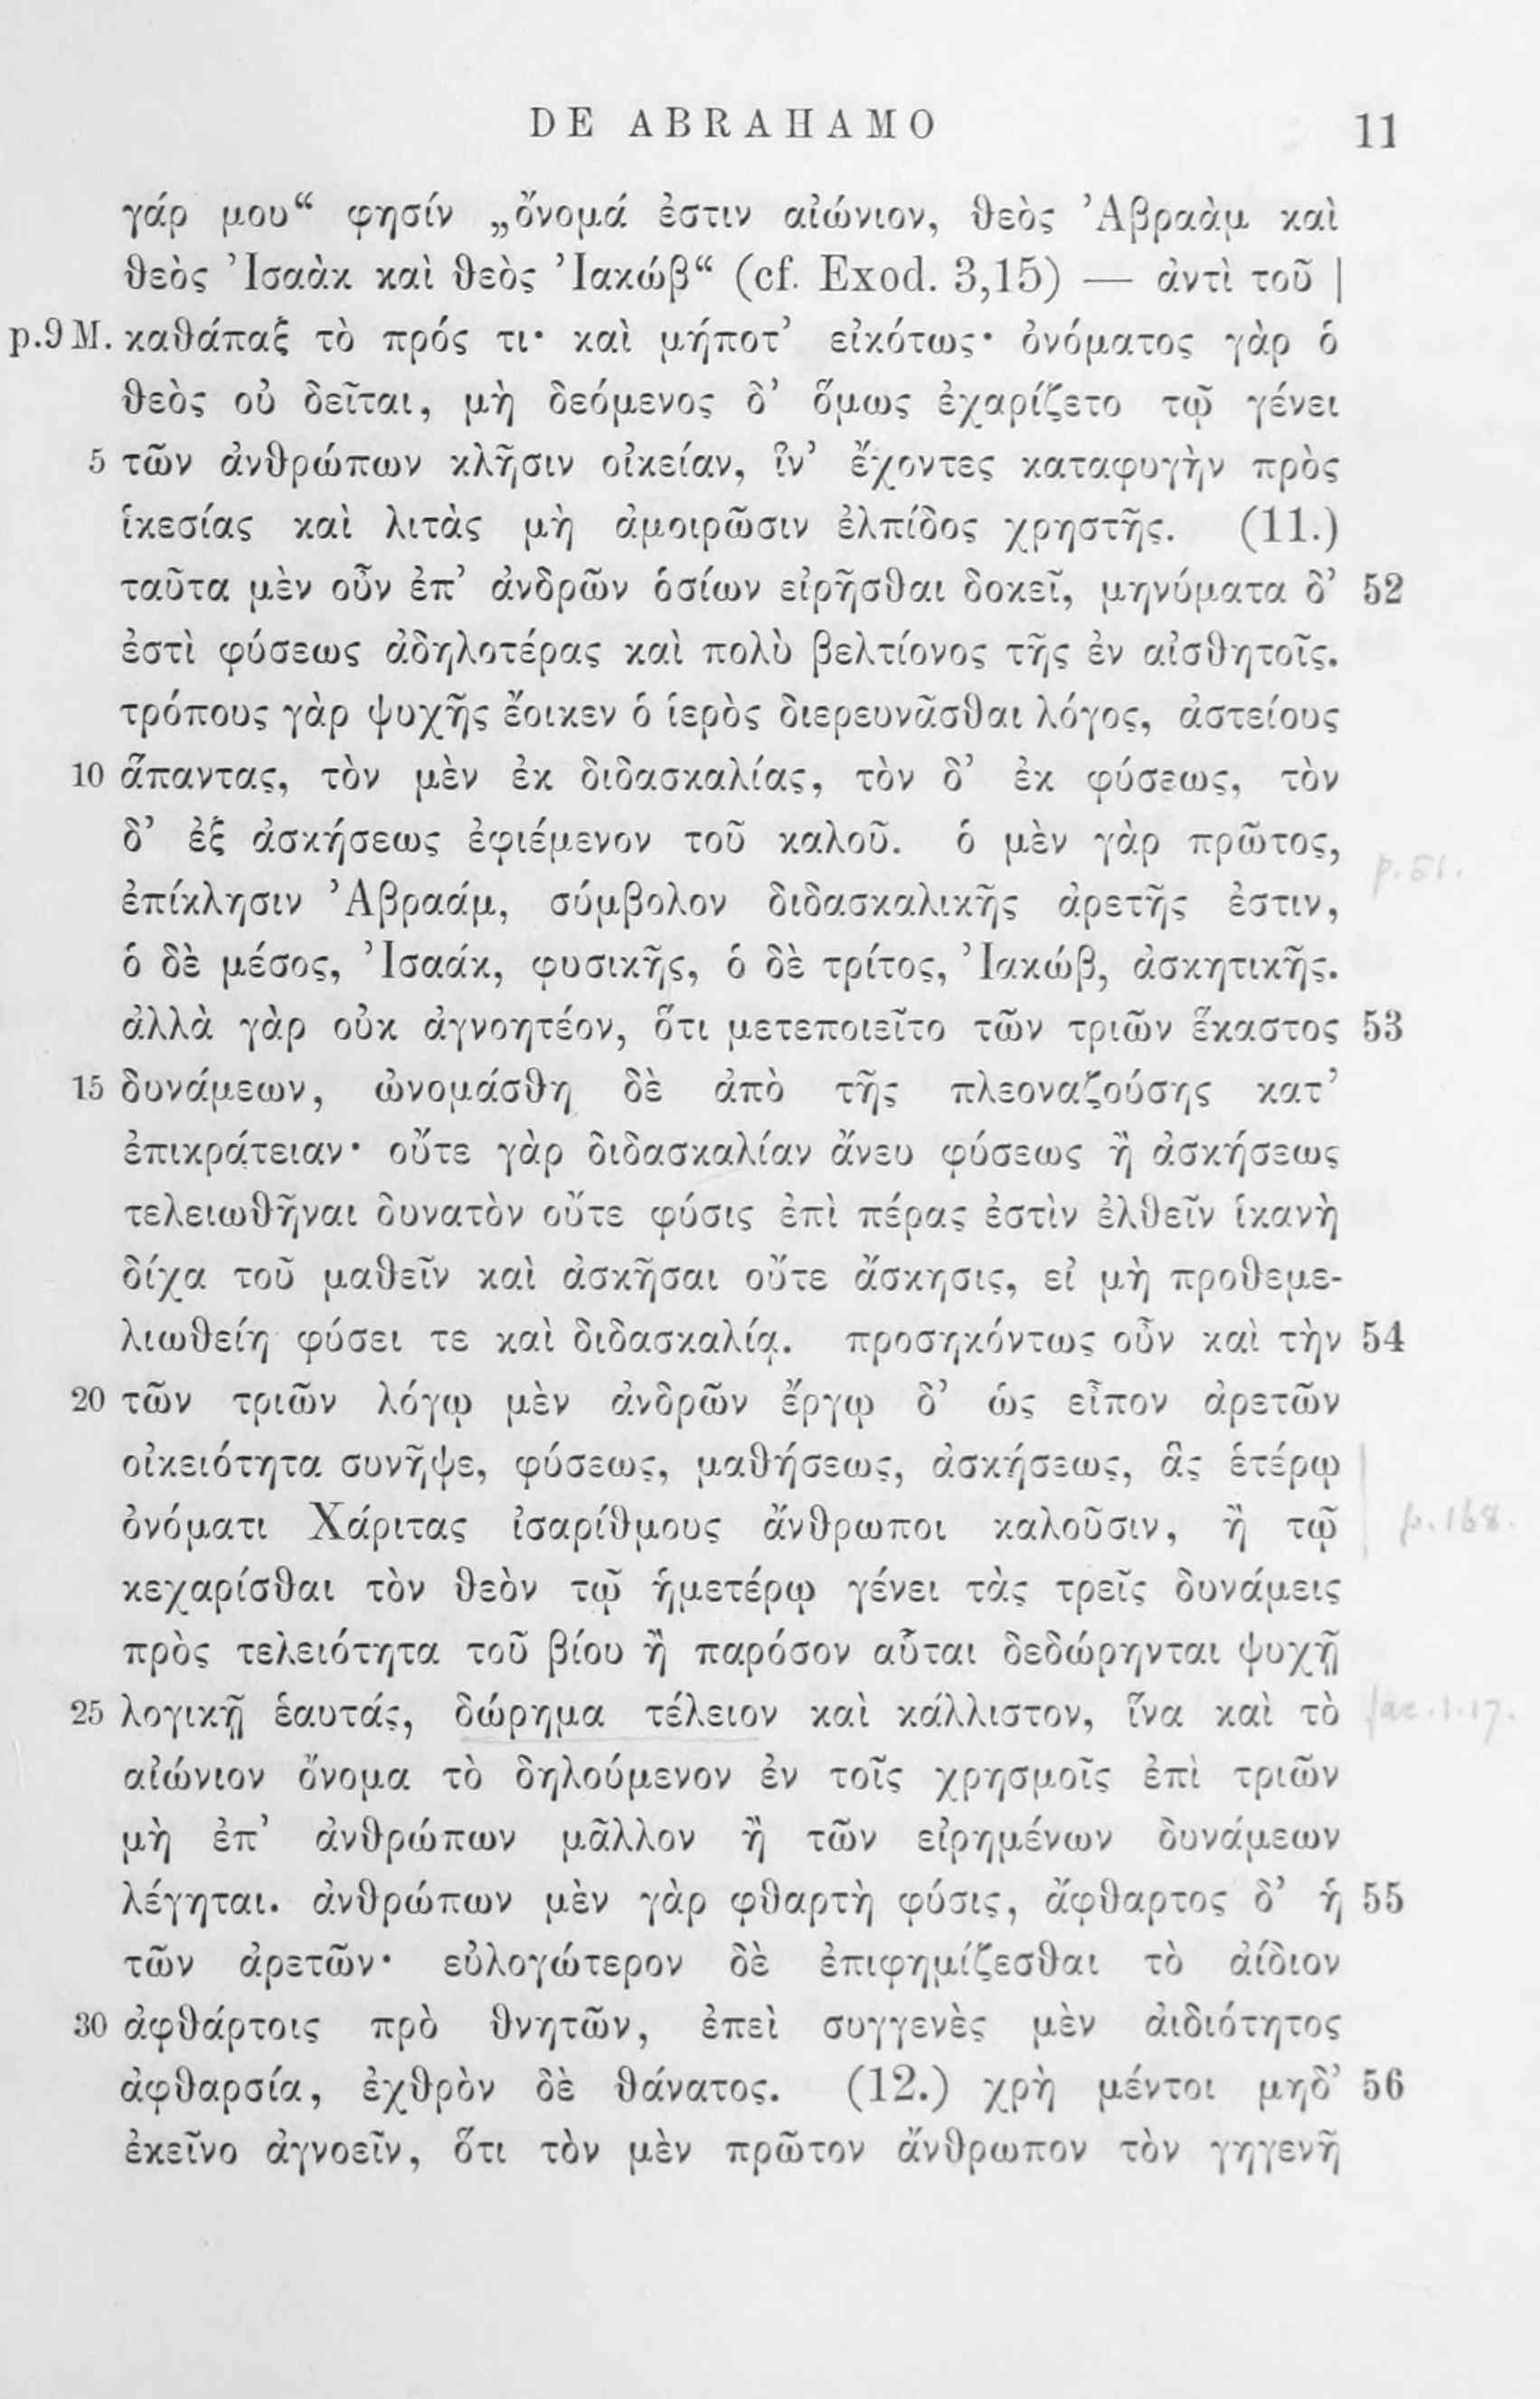 DE ABRAHAMO 11
γάρ μου“ φησίν „ὄνομά ἐστιν αἰώνιον, θεὸς Ἀβραὰμ καὶ
θεὸς Ἰσαὰκ καὶ θεὸς Ἰακώβ“ (cf. Exod. 3,15) — ἀντὶ τοῦ |
p.9 M. καθάπαξ τὸ πρός τι· καὶ μήποτ’ εἰκότως· ὀνόματος γὰρ ὁ
θεὸς οὐ δεῖται, μὴ δεόμενος δ’ ὅμως ἐχαρίζετο τῷ γένει
5 τῶν ἀνθρώπων κλῆσιν οἰκείαν, ἵν’ ἔχοντες καταφυγὴν πρὸς
ἱκεσίας καὶ λιτὰς μὴ ἀμοιρῶσιν ἐλπίδος χρηστῆς. (11.)
ταῦτα μὲν οὖν ἐπ’ ἀνδρῶν ὁσίων εἰρῆσθαι δοκεῖ, μηνύματα δ’ 52
ἐστὶ φύσεως ἀδηλοτέρας καὶ πολὺ βελτίονος τῆς ἐν αἰσθητοῖς.
τρόπους γὰρ ψυχῆς ἔοικεν ὁ ἱερὸς διερευνᾶσθαι λόγος, ἀστείους
10 ἅπαντας, τὸν μὲν ἐκ διδασκαλίας, τὸν δ’ ἐκ φύσεως, τὸν
δ’ ἐξ ἀσκήσεως ἐφιέμενον τοῦ καλοῦ. ὁ μὲν γὰρ πρῶτος,
p.51.
ἐπίκλησιν Ἀβραάμ, σύμβολον διδασκαλικῆς ἀρετῆς ἐστιν,
ὁ δὲ μέσος, Ἰσαάκ, φυσικῆς, ὁ δὲ τρίτος, Ἰακώβ, ἀσκητικῆς.
ἀλλὰ γὰρ οὐκ ἀγνοητέον, ὅτι μετεποιεῖτο τῶν τριῶν ἕκαστος 53
15 δυνάμεων, ὠνομάσθη δὲ ἀπὸ τῆς πλεοναζούσης κατ’
ἐπικράτειαν· οὔτε γὰρ διδασκαλίαν ἄνευ φύσεως ἢ ἀσκήσεως
τελειωθῆναι δυνατὸν οὔτε φύσις ἐπὶ πέρας ἐστὶν ἐλθεῖν ἱκανὴ
δίχα τοῦ μαθεῖν καὶ ἀσκῆσαι οὔτε ἄσκησις, εἰ μὴ προθεμε-
λιωθείη φύσει τε καὶ διδασκαλίᾳ. προσηκόντως οὖν καὶ τὴν 54
20 τῶν τριῶν λόγῳ μὲν ἀνδρῶν ἔργῳ δ’ ὡς εἶπον ἀρετῶν
οἰκειότητα συνῆψε, φύσεως, μαθήσεως, ἀσκήσεως, ἃς ἑτέρῳ
ὀνόματι Χάριτας ἰσαρίθμους ἄνθρωποι καλοῦσιν, ἢ τῷ p.168.
κεχαρίσθαι τὸν θεὸν τῷ ἡμετέρῳ γένει τὰς τρεῖς δυνάμεις
πρὸς τελειότητα τοῦ βίου ἢ παρόσον αὗται δεδώρηνται ψυχῇ
25 λογικῇ ἑαυτάς, δώρημα τέλειον καὶ κάλλιστον, ἵνα καὶ τὸ Jac.1.17.
αἰώνιον ὄνομα τὸ δηλούμενον ἐν τοῖς χρησμοῖς ἐπὶ τριῶν
μὴ ἐπ’ ἀνθρώπων μᾶλλον ἢ τῶν εἰρημένων δυνάμεων
λέγηται. ἀνθρώπων μὲν γὰρ φθαρτὴ φύσις, ἄφθαρτος δ’ ἡ 55
τῶν ἀρετῶν· εὐλογώτερον δὲ ἐπιφημίζεσθαι τὸ ἀίδιον
30 ἀφθάρτοις πρὸ θνητῶν, ἐπεὶ συγγενὲς μὲν ἀιδιότητος
ἀφθαρσία, ἐχθρὸν δὲ θάνατος. (12.) χρὴ μέντοι μηδ’ 56
ἐκεῖνο ἀγνοεῖν, ὅτι τὸν μὲν πρῶτον ἄνθρωπον τὸν γηγενῆ